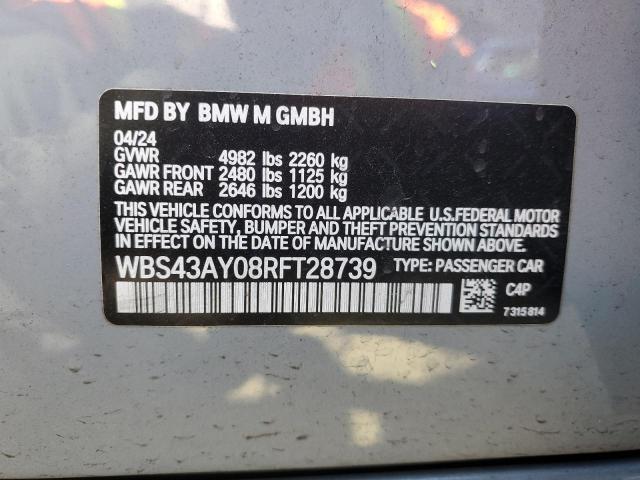 MFD BY BMW M GMBH
04/24
GVWR 4982 lbs 2260 kg
GAWR FRONT 2480 lbs 1125 kg
GAWR REAR 2646 lbs 1200 kg
THIS VEHICLE CONFORMS TO ALL APPLICABLE U.S.FEDERAL MOTOR
VEHICLE SAFETY, BUMPER AND THEFT PREVENTION STANDARDS
IN EFFECT ON THE DATE OF MANUFACTURE SHOWN ABOVE.
WBS43AY08RFT28739 TYPE: PASSENGER CAR
C4P
7315814